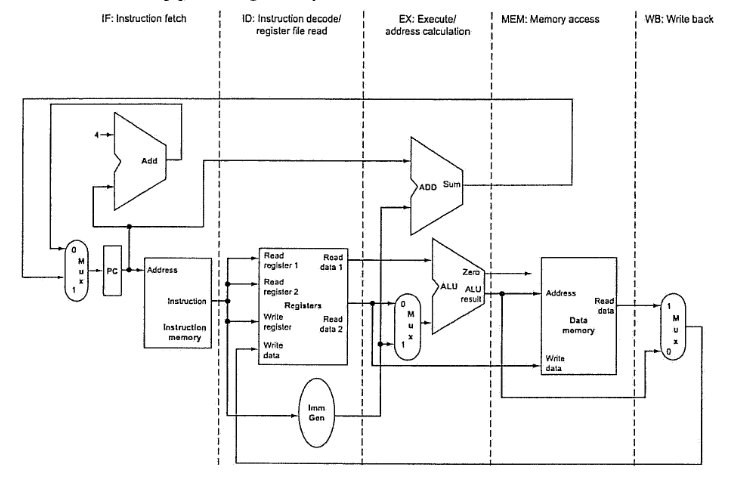 IF: Instruction fetch
ID: Instruction decode/
register file read
EX: Execute/
address calculation
MEM: Memory access
WB: Write back
4
Add
ADD Sum
0
M
u
x
1
PC
Address
Instruction
Instruction
memory
Read
register 1
Read
register 2
Registers
Write
register
Write
data
Read
data 1
Read
data 2
Imm
Gen
0
M
u
x
1
Zero
ALU
ALU
result
Address
Read
data
Data
memory
Write
data
1
M
u
x
0